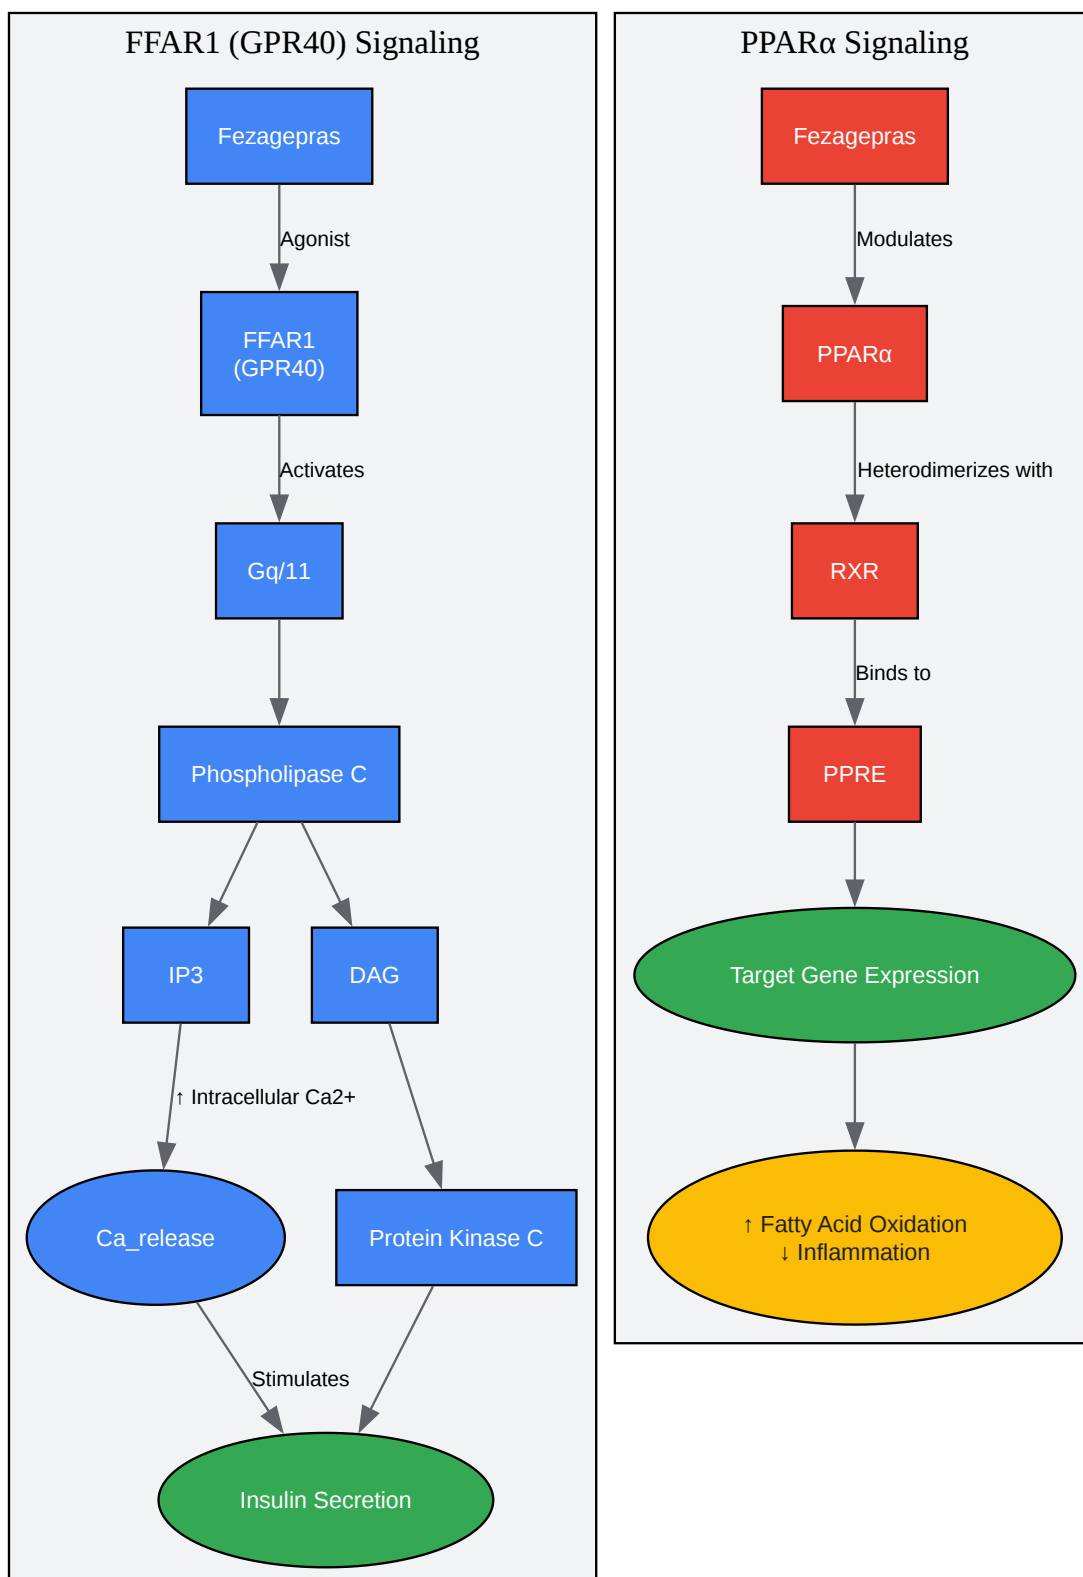 FFAR1 (GPR40) Signaling
Fezagepras
Agonist
FFAR1
(GPR40)
Activates
Gq/11
Phospholipase C
IP3
DAG
↑ Intracellular Ca2+
Ca_release
Protein Kinase C
Stimulates
Insulin Secretion
PPARα Signaling
Fezagepras
Modulates
PPARα
Heterodimerizes with
RXR
Binds to
PPRE
Target Gene Expression
↑ Fatty Acid Oxidation
↓ Inflammation